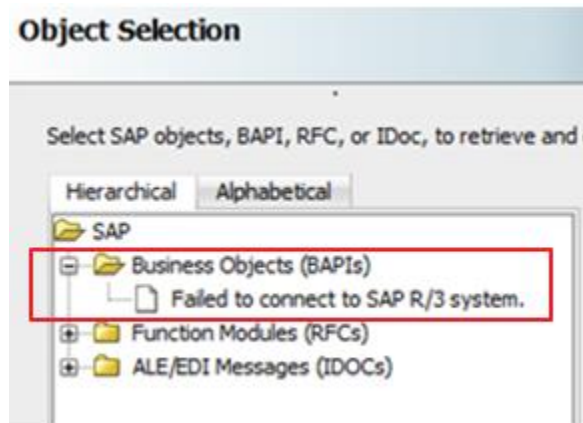 Object Selection
Select SAP objects, BAPI, RFC, or IDoc, to retrieve and
Hierarchical Alphabetical
SAP
Business Objects (BAPIs)
Failed to connect to SAP R/3 system.
Function Modules (RFCs)
ALE/EDI Messages (IDOCs)